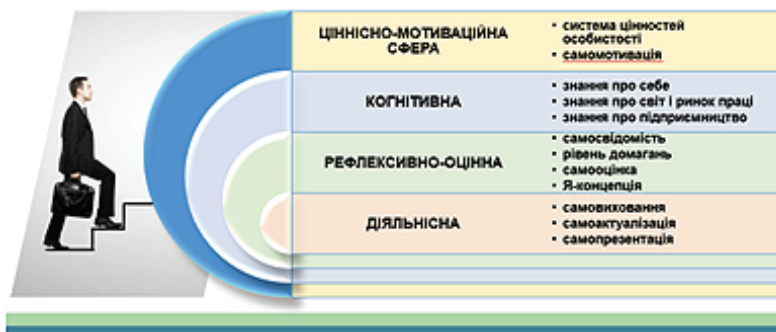 ЦІННІСНО-МОТИВАЦІЙНА
СФЕРА
• система цінностей
особистості
• самомотивація
КОГНІТИВНА
• знання про себе
• знання про світ і ринок праці
• знання про підприємництво
РЕФЛЕКСИВНО-ОЦІННА
• самосвідомість
• рівень домагань
• самооцінка
• Я-концепція
ДІЯЛЬНІСНА
• самовиховання
• самоактуалізація
• самопрезентація